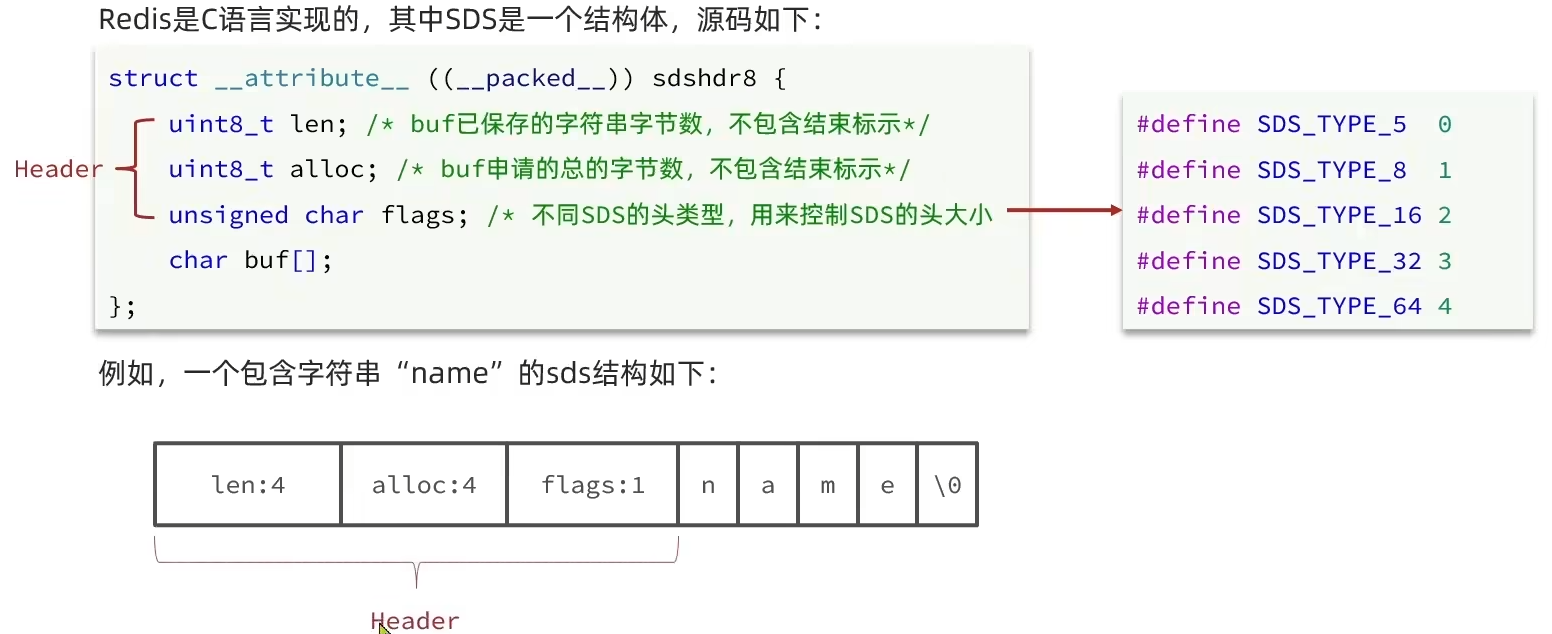 Redis是C语言实现的，其中SDS是一个结构体，源码如下：
struct __attribute__ ((__packed__)) sdshdr8 {
uint8_t len; /* buf已保存的字符串字节数，不包含结束标示*/
Header
uint8_t alloc; /* buf申请的总的字节数，不包含结束标示*/
unsigned char flags; /* 不同SDS的头类型，用来控制SDS的头大小
char buf[];
};
#define SDS_TYPE_5 0
#define SDS_TYPE_8 1
#define SDS_TYPE_16 2
#define SDS_TYPE_32 3
#define SDS_TYPE_64 4
例如，一个包含字符串“name”的sds结构如下：
len:4 alloc:4 flags:1 n a m e \0
Header